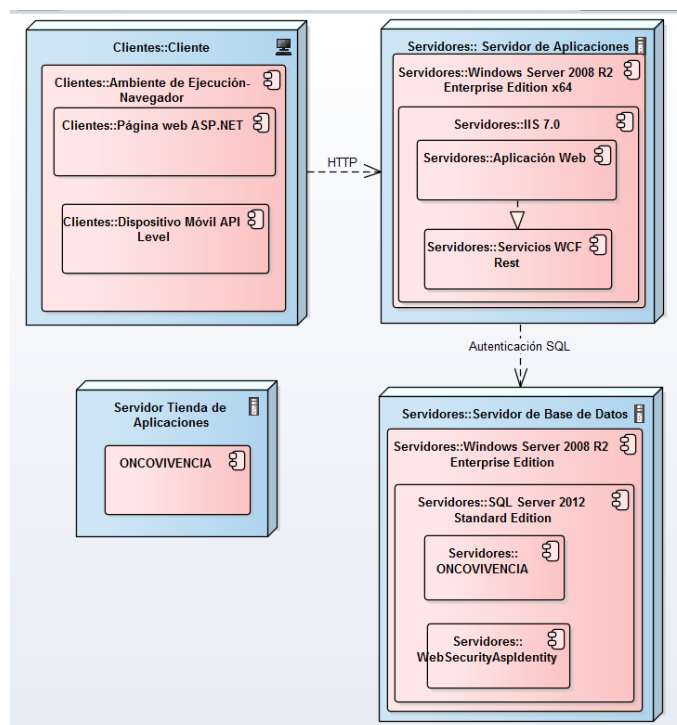 Clientes::Cliente
Clientes::Ambiente de Ejecución-
Navegador
Clientes::Página web ASP.NET
Clientes::Dispositivo Móvil API
Level
HTTP
Servidores:: Servidor de Aplicaciones
Servidores::Windows Server 2008 R2
Enterprise Edition x64
Servidores::IIS 7.0
Servidores::Aplicación Web
Servidores::Servicios WCF
Rest
Autenticación SQL
Servidor Tienda de
Aplicaciones
ONCOVIVENCIA
Servidores::Servidor de Base de Datos
Servidores::Windows Server 2008 R2
Enterprise Edition
Servidores::SQL Server 2012
Standard Edition
Servidores::
ONCOVIVENCIA
Servidores::
WebSecurityAspIdentity